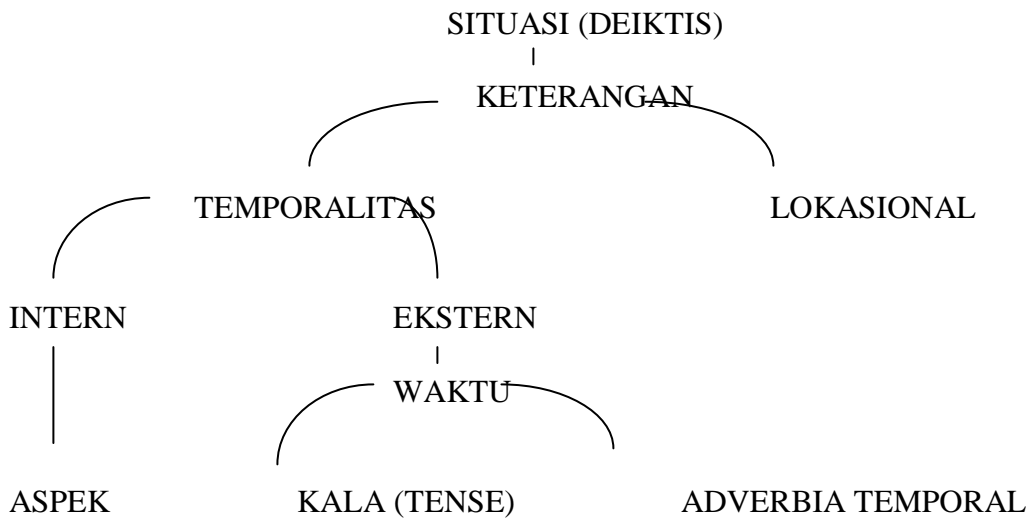 SITUASI (DEIKTIS)
KETERANGAN
TEMPORALITAS LOKASIONAL
INTERN EKSTERN
WAKTU
ASPEK KALA (TENSE) ADVERBIA TEMPORAL